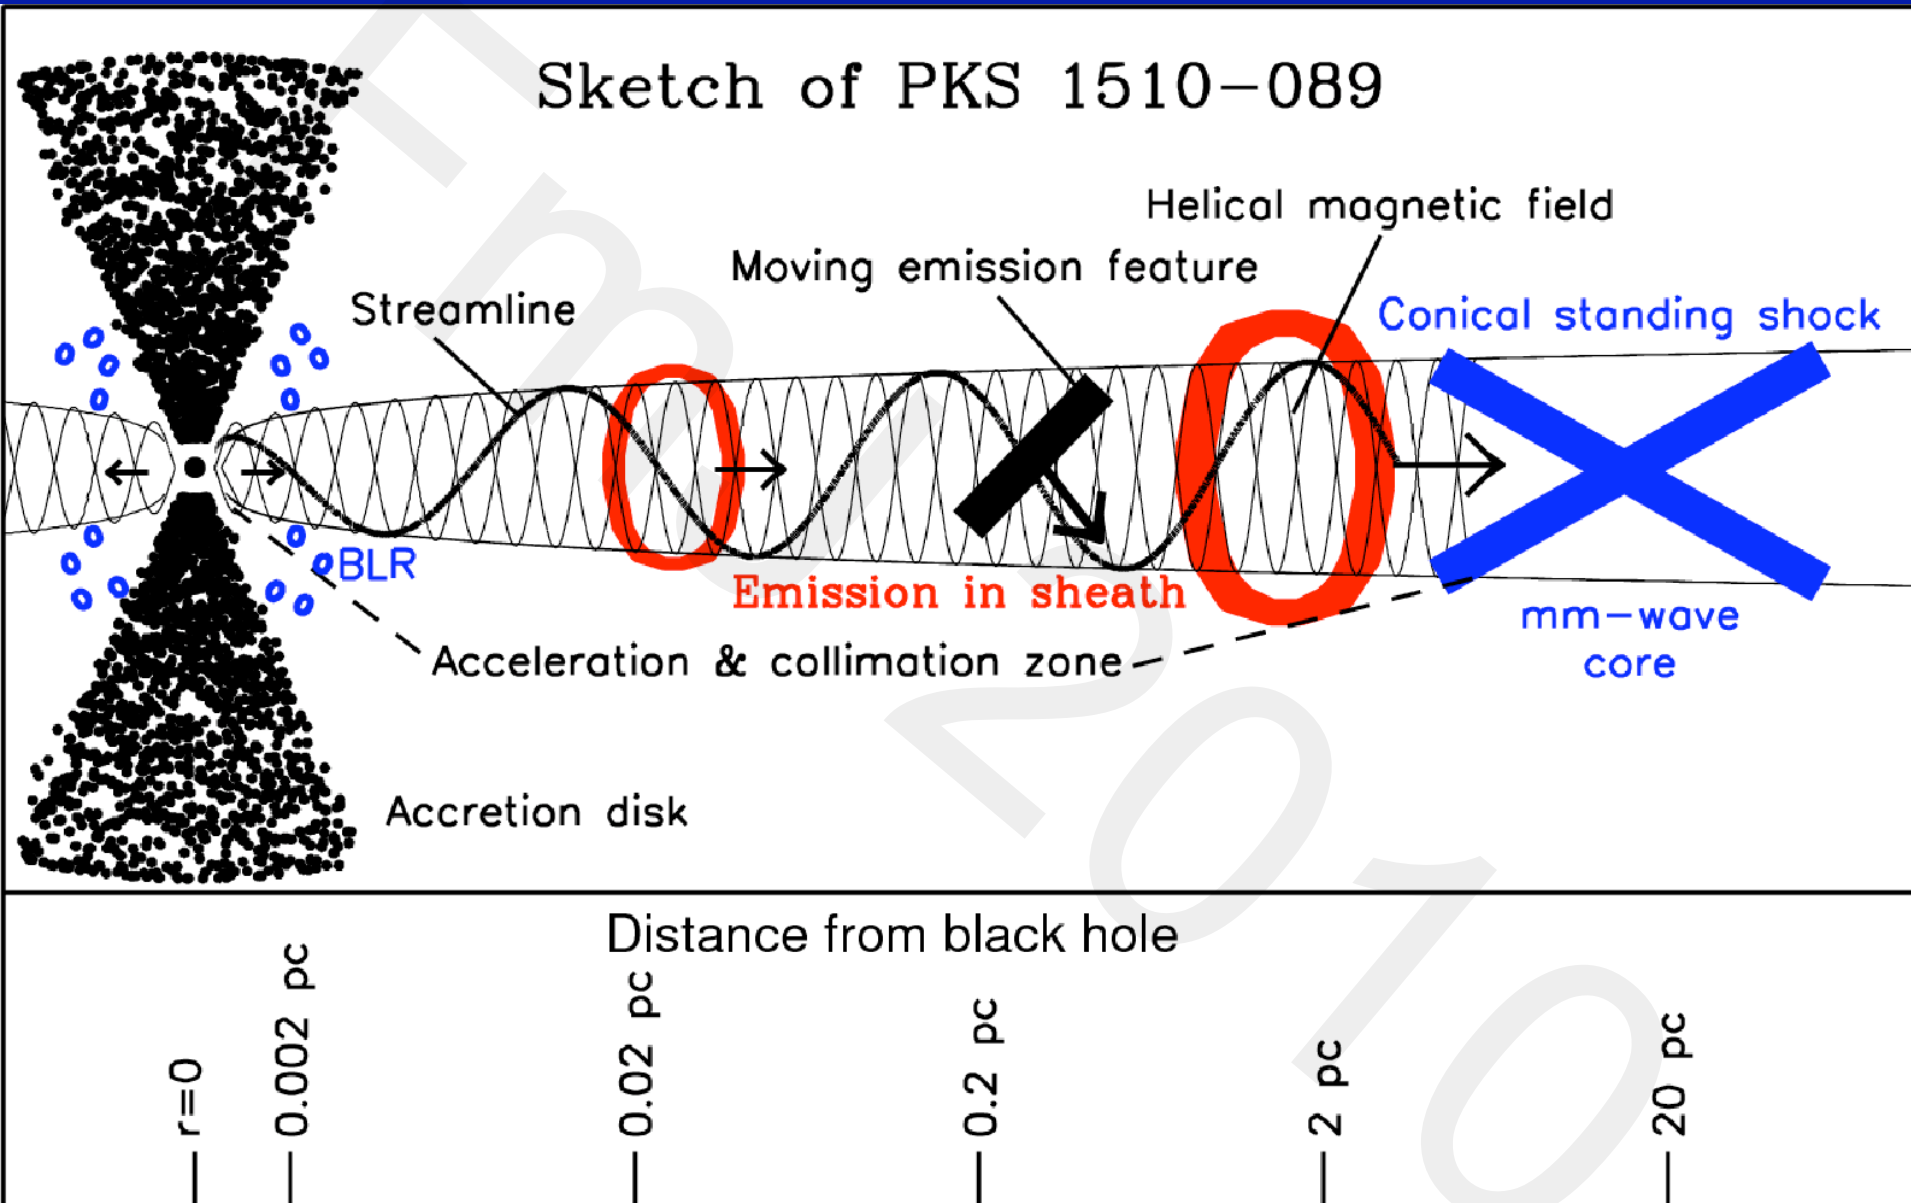 Sketch of PKS 1510-089
Helical magnetic field
Moving emission feature
Streamline
Conical standing shock
BLR
Emission in sheath
mm-wave
core
Acceleration & collimation zone
Accretion disk
Distance from black hole
r=0
0.002 pc
0.02 pc
0.2 pc
2 pc
20 pc
2010